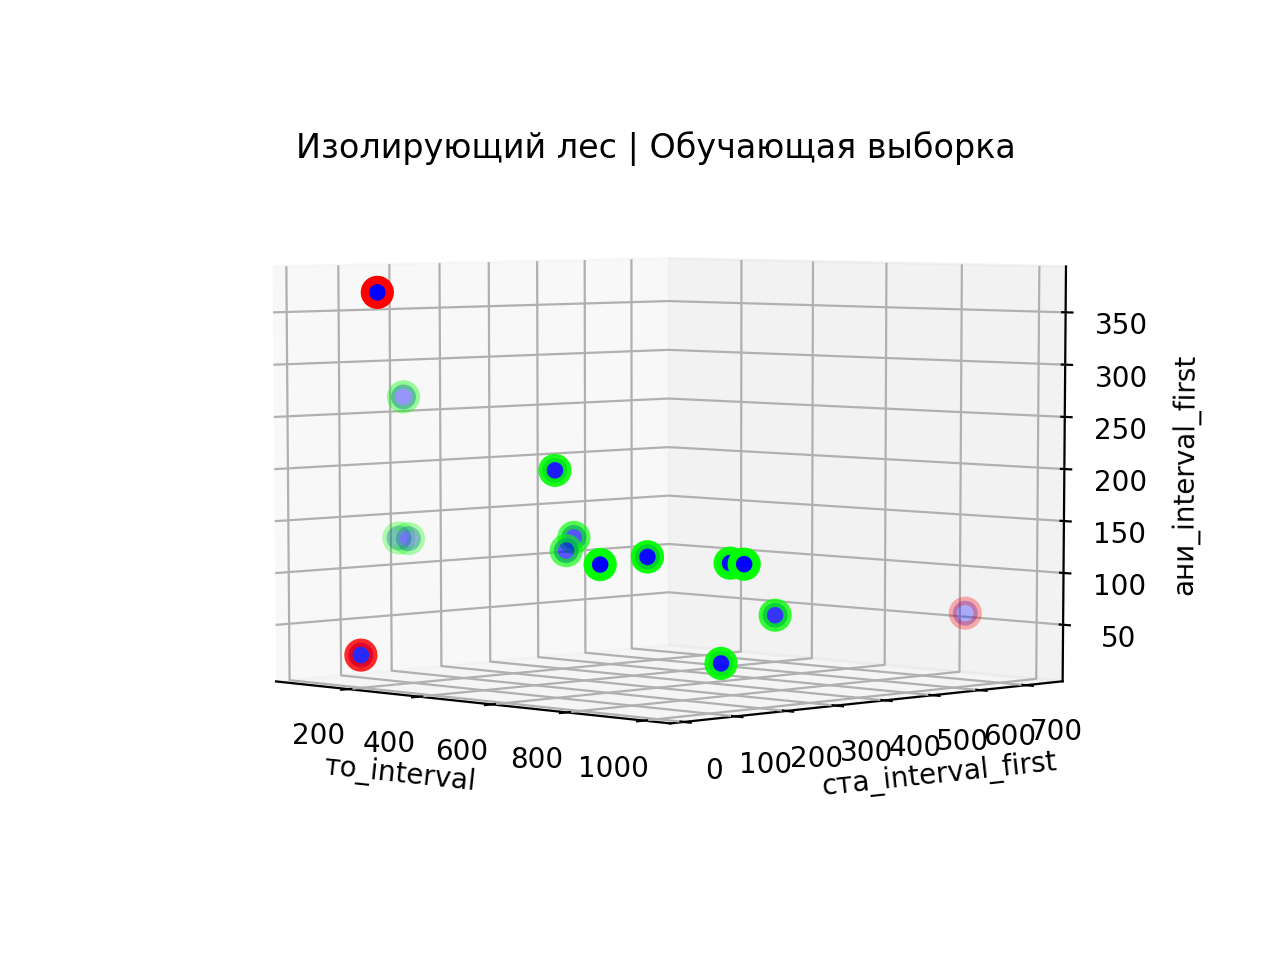 Изолирующий лес | Обучающая выборка
350
300
250
200
150
100
50
ани_interval_first
200 400 600 800 1000
то_interval
0 100 200 300 400 500 600 700
ста_interval_first